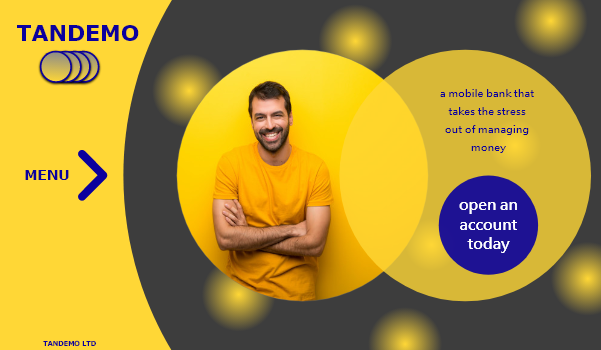 TANDEMO
MENU
a mobile bank that
takes the stress
out of managing
money
open an
account
today
TANDEMO LTD